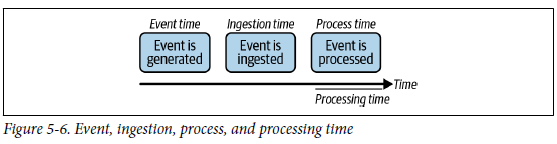 Event time Ingestion time Process time
Event is generated Event is ingested Event is processed
Time
Processing time
Figure 5-6. Event, ingestion, process, and processing time